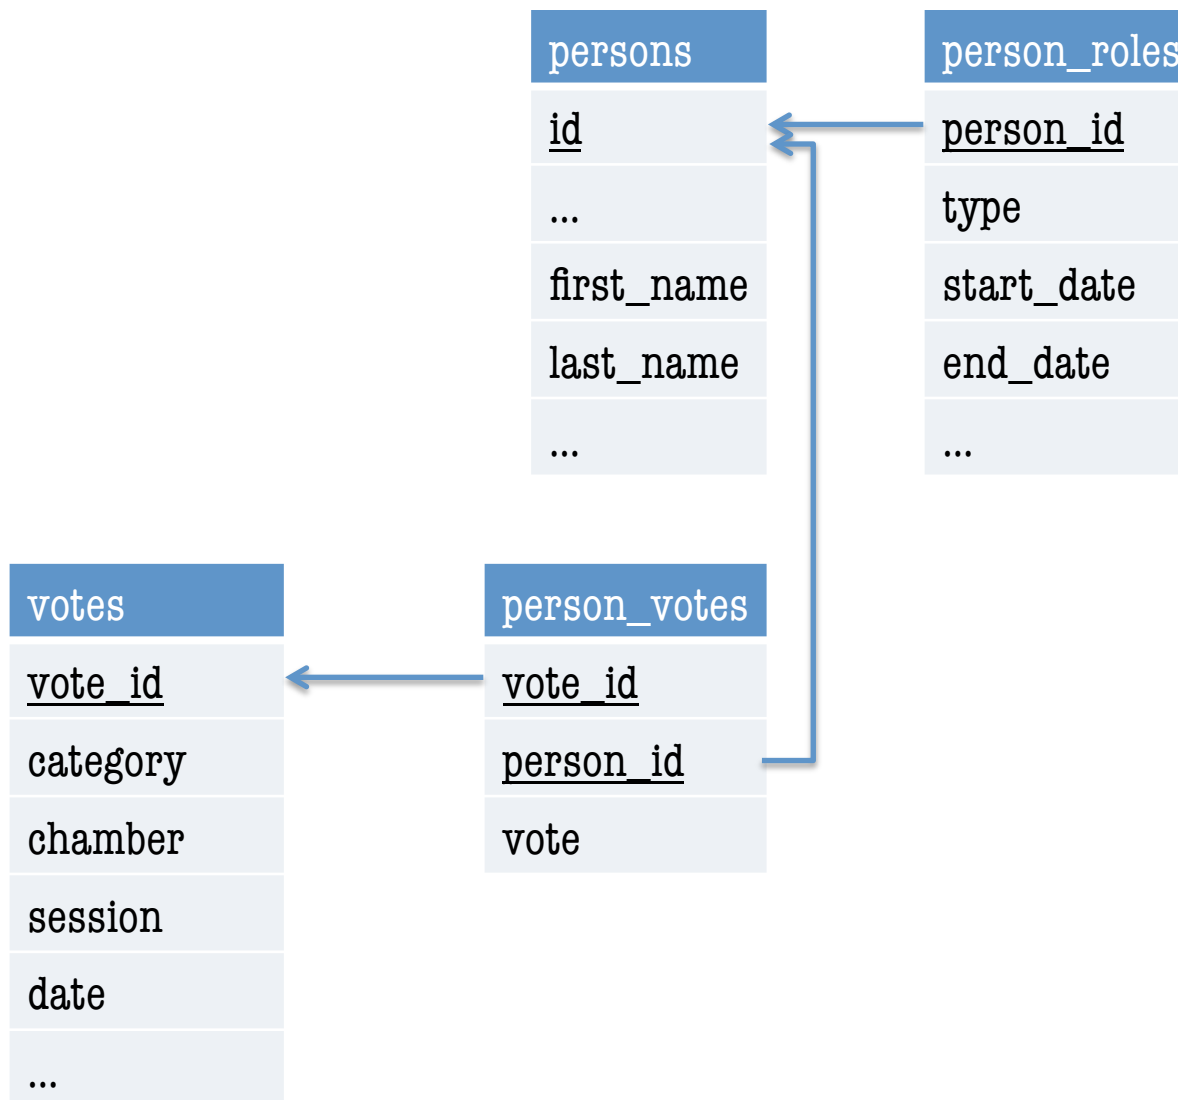 persons
id
...
first_name
last_name
...
person_roles
person_id
type
start_date
end_date
...
votes
vote_id
category
chamber
session
date
...
person_votes
vote_id
person_id
vote